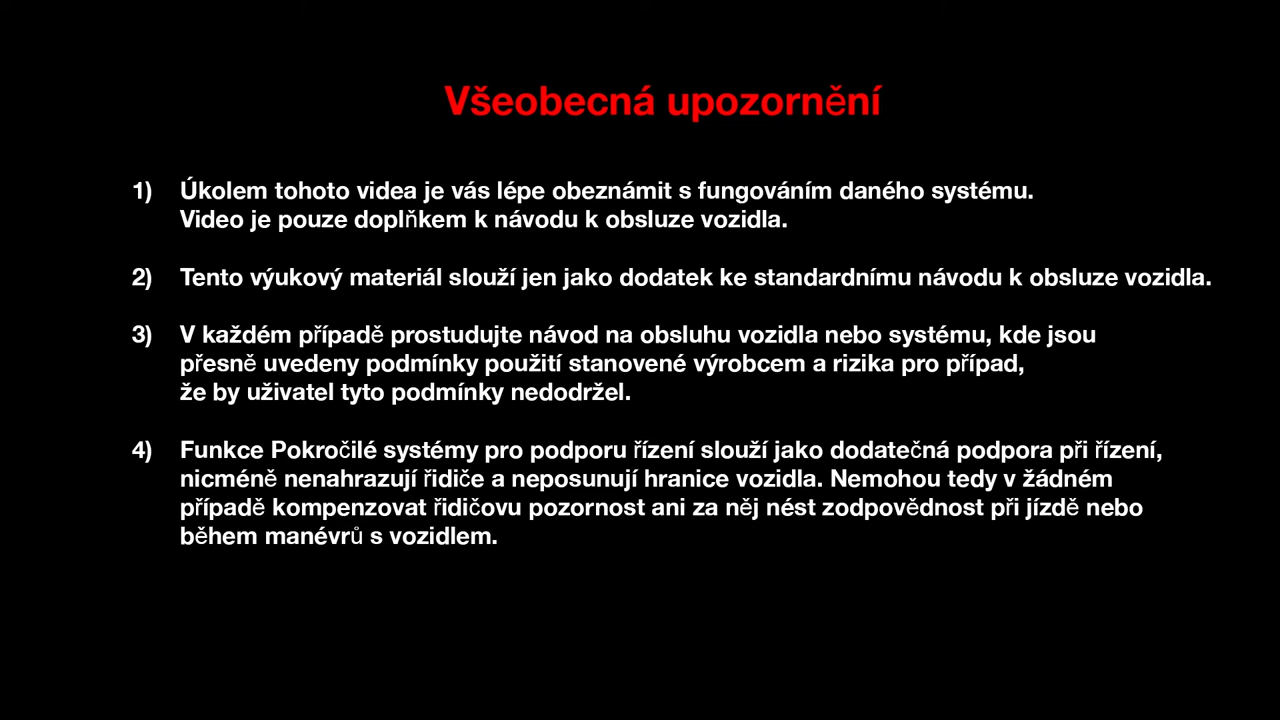 Všeobecná upozornění
1) Úkolem tohoto videa je vás lépe obeznámit s fungováním daného systému.
Video je pouze doplňkem k návodu k obsluze vozidla.
2) Tento výukový materiál slouží jen jako dodatek ke standardnímu návodu k obsluze vozidla.
3) V každém případě prostudujte návod na obsluhu vozidla nebo systému, kde jsou
přesně uvedeny podmínky použití stanovené výrobcem a rizika pro případ,
že by uživatel tyto podmínky nedodržel.
4) Funkce Pokročilé systémy pro podporu řízení slouží jako dodatečná podpora při řízení,
nicméně nenahrazují řidiče a neposunují hranice vozidla. Nemohou tedy v žádném
případě kompenzovat řidičovu pozornost ani za něj nést zodpovědnost při jízdě nebo
během manévrů s vozidlem.